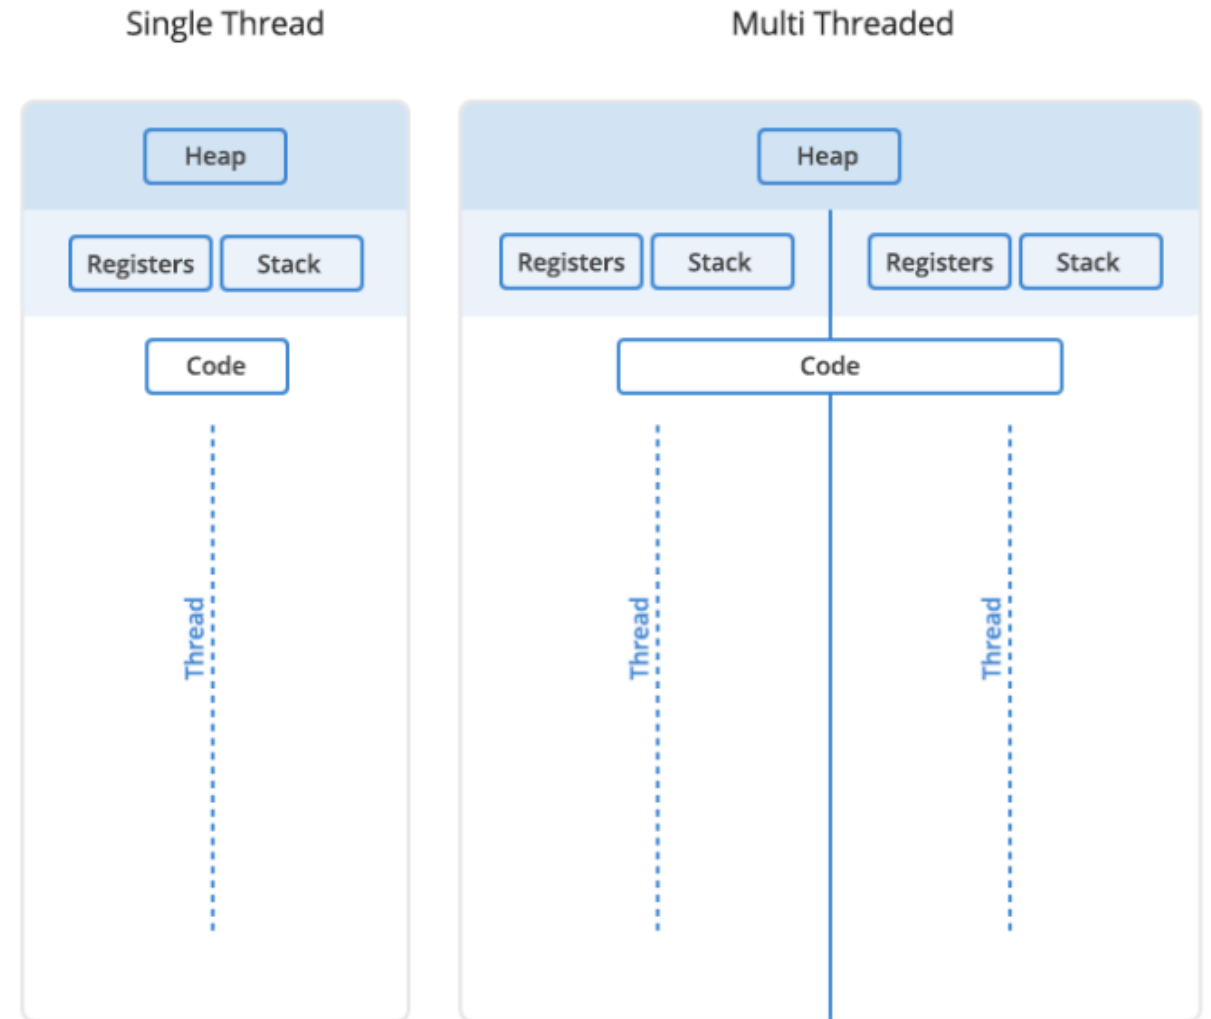 Single Thread
Multi Threaded
Heap
Heap
Registers
Stack
Registers
Stack
Registers
Stack
Code
Code
Thread
Thread
Thread